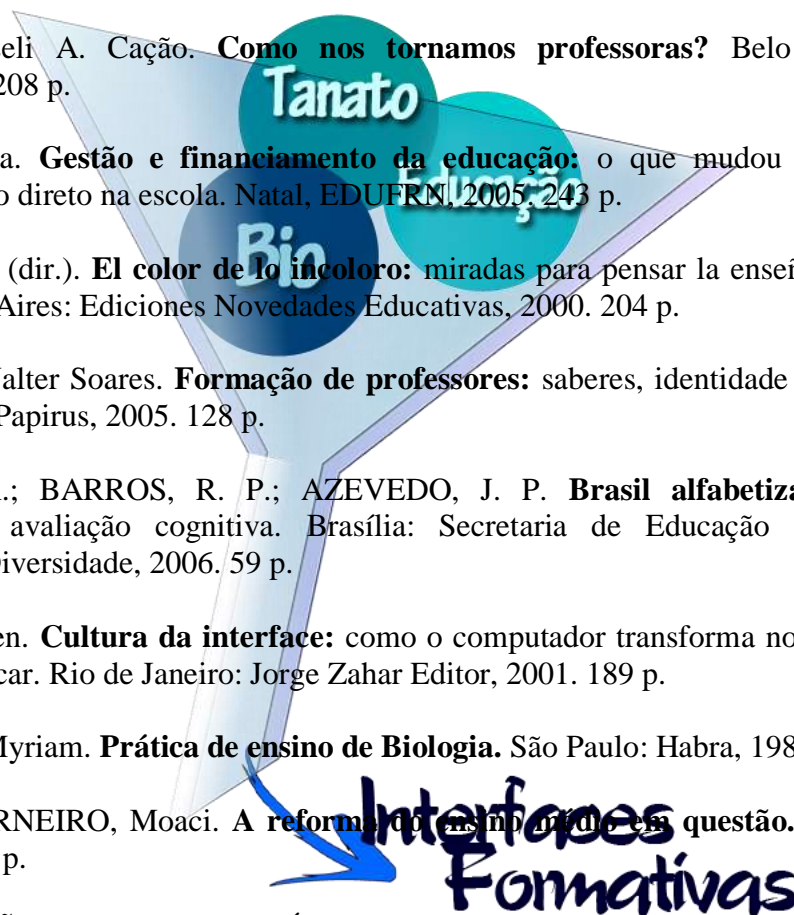 eli A. Cação. Como nos tornamos professoras? Belo
208 p.
Tanato
a. Gestão e financiamento da educação: o que mudou
o direto na escola. Natal, EDUFRN, 2005. 243 p.
Educação
Bio
(dir.). El color de lo incoloro: miradas para pensar la enseñ
Aires: Ediciones Novedades Educativas, 2000. 204 p.
Valter Soares. Formação de professores: saberes, identidade
Papirus, 2005. 128 p.
.; BARROS, R. P.; AZEVEDO, J. P. Brasil alfabetiza
avaliação cognitiva. Brasília: Secretaria de Educação
Diversidade, 2006. 59 p.
en. Cultura da interface: como o computador transforma no
car. Rio de Janeiro: Jorge Zahar Editor, 2001. 189 p.
Myriam. Prática de ensino de Biologia. São Paulo: Habra, 198
RNEIRO, Moaci. A reforma do ensino médio em questão.
p.
Interfaces
Formativas